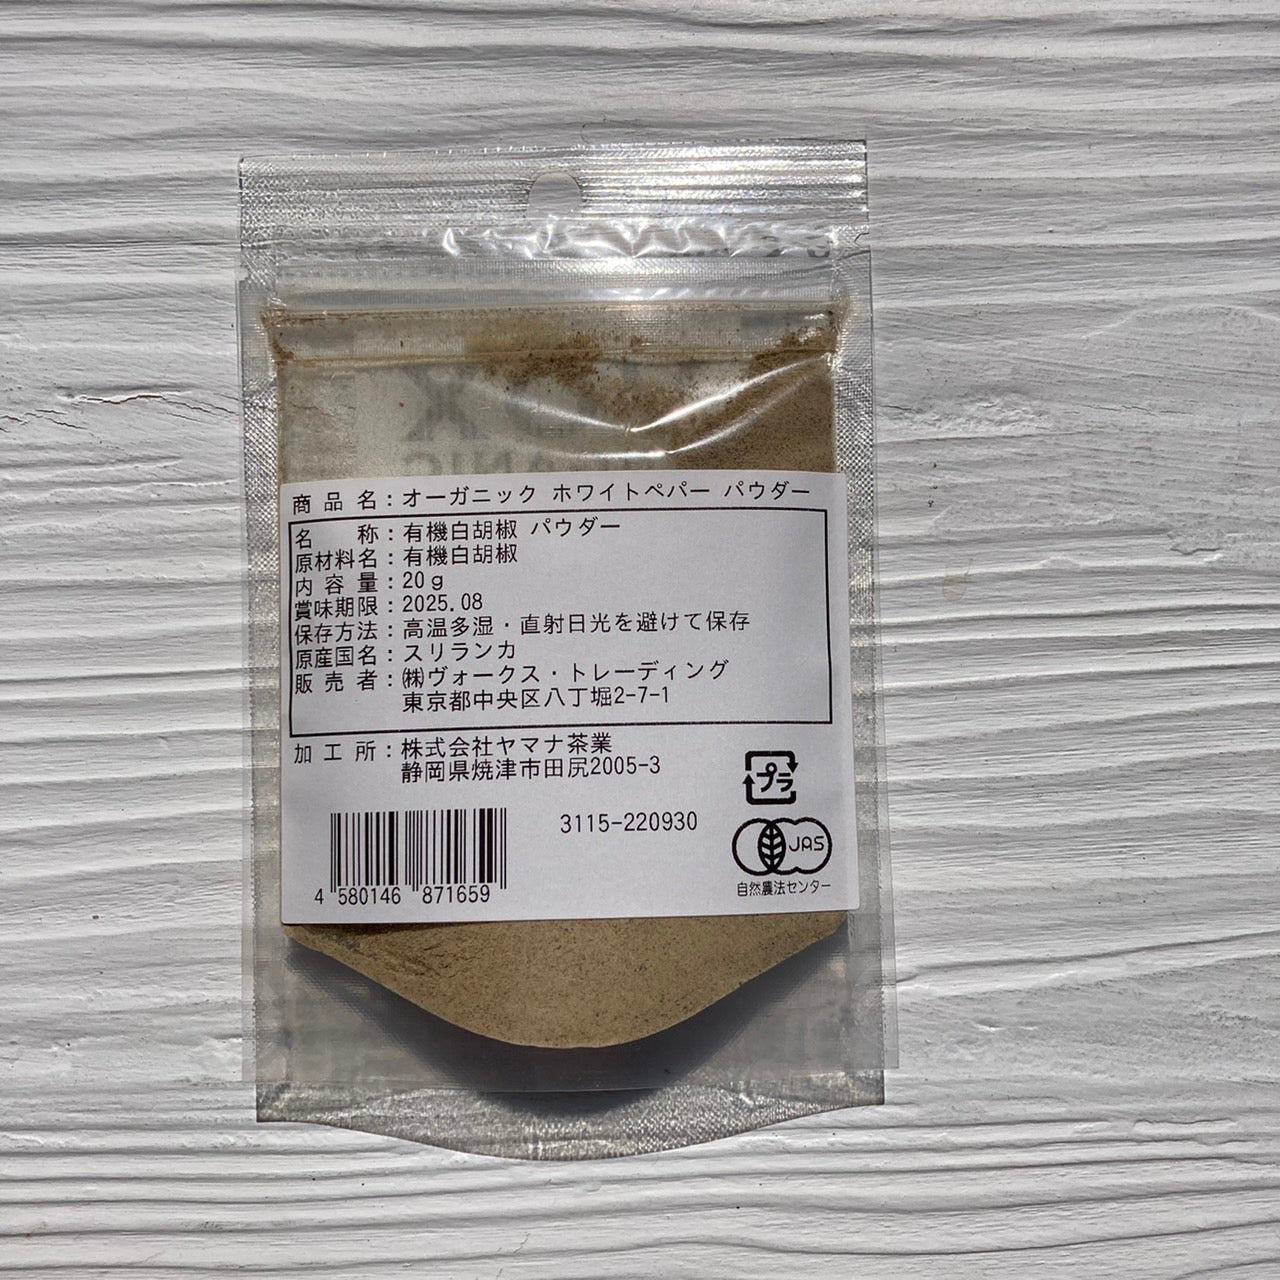 商品名：オーガニック ホワイトペパー パウダー
名称：有機白胡椒 パウダー
原材料名：有機白胡椒
内容量：20ｇ
賞味期限：2025.08
保存方法：高温多湿・直射日光を避けて保存
原産国名：スリランカ
販売者：㈱ヴォークス・トレーディング
東京都中央区八丁堀2-7-1
加工所：株式会社ヤマナ茶業
静岡県焼津市田尻2005-3
プラ
3115-220930
JAS
自然農法センター
4 580146 871659